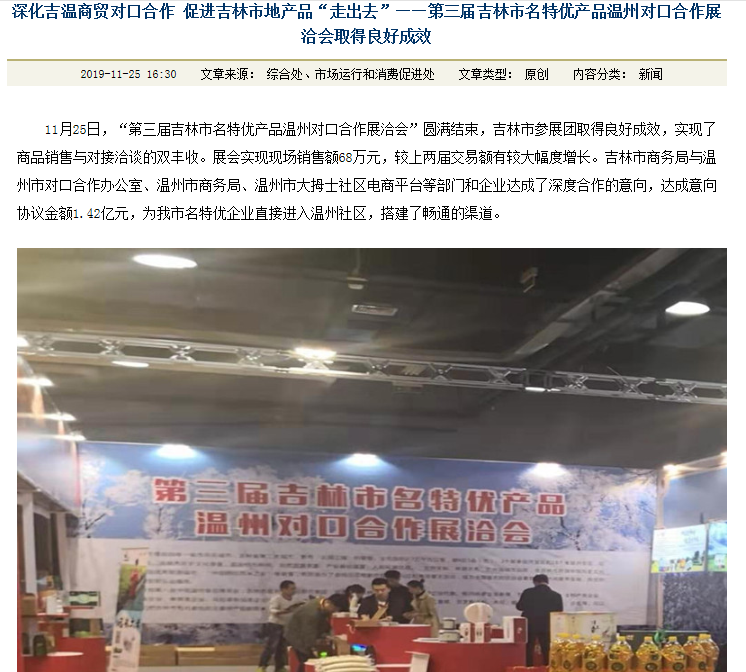 深化吉温商贸对口合作 促进吉林市地产品“走出去”——第三届吉林市名特优产品温州对口合作展
洽会取得良好成效
2019-11-25 16:30 文章来源： 综合处、市场运行和消费促进处 文章类型： 原创 内容分类： 新闻
11月25日，“第三届吉林市名特优产品温州对口合作展洽会”圆满结束，吉林市参展团取得良好成效，实现了
商品销售与对接洽谈的双丰收。展会实现现场销售额68万元，较上两届交易额有较大幅度增长。吉林市商务局与温
州市对口合作办公室、温州市商务局、温州市大拇士社区电商平台等部门和企业达成了深度合作的意向，达成意向
协议金额1.42亿元，为我市名特优企业直接进入温州社区，搭建了畅通的渠道。
第三届吉林市名特优产品
温州对口合作展洽会